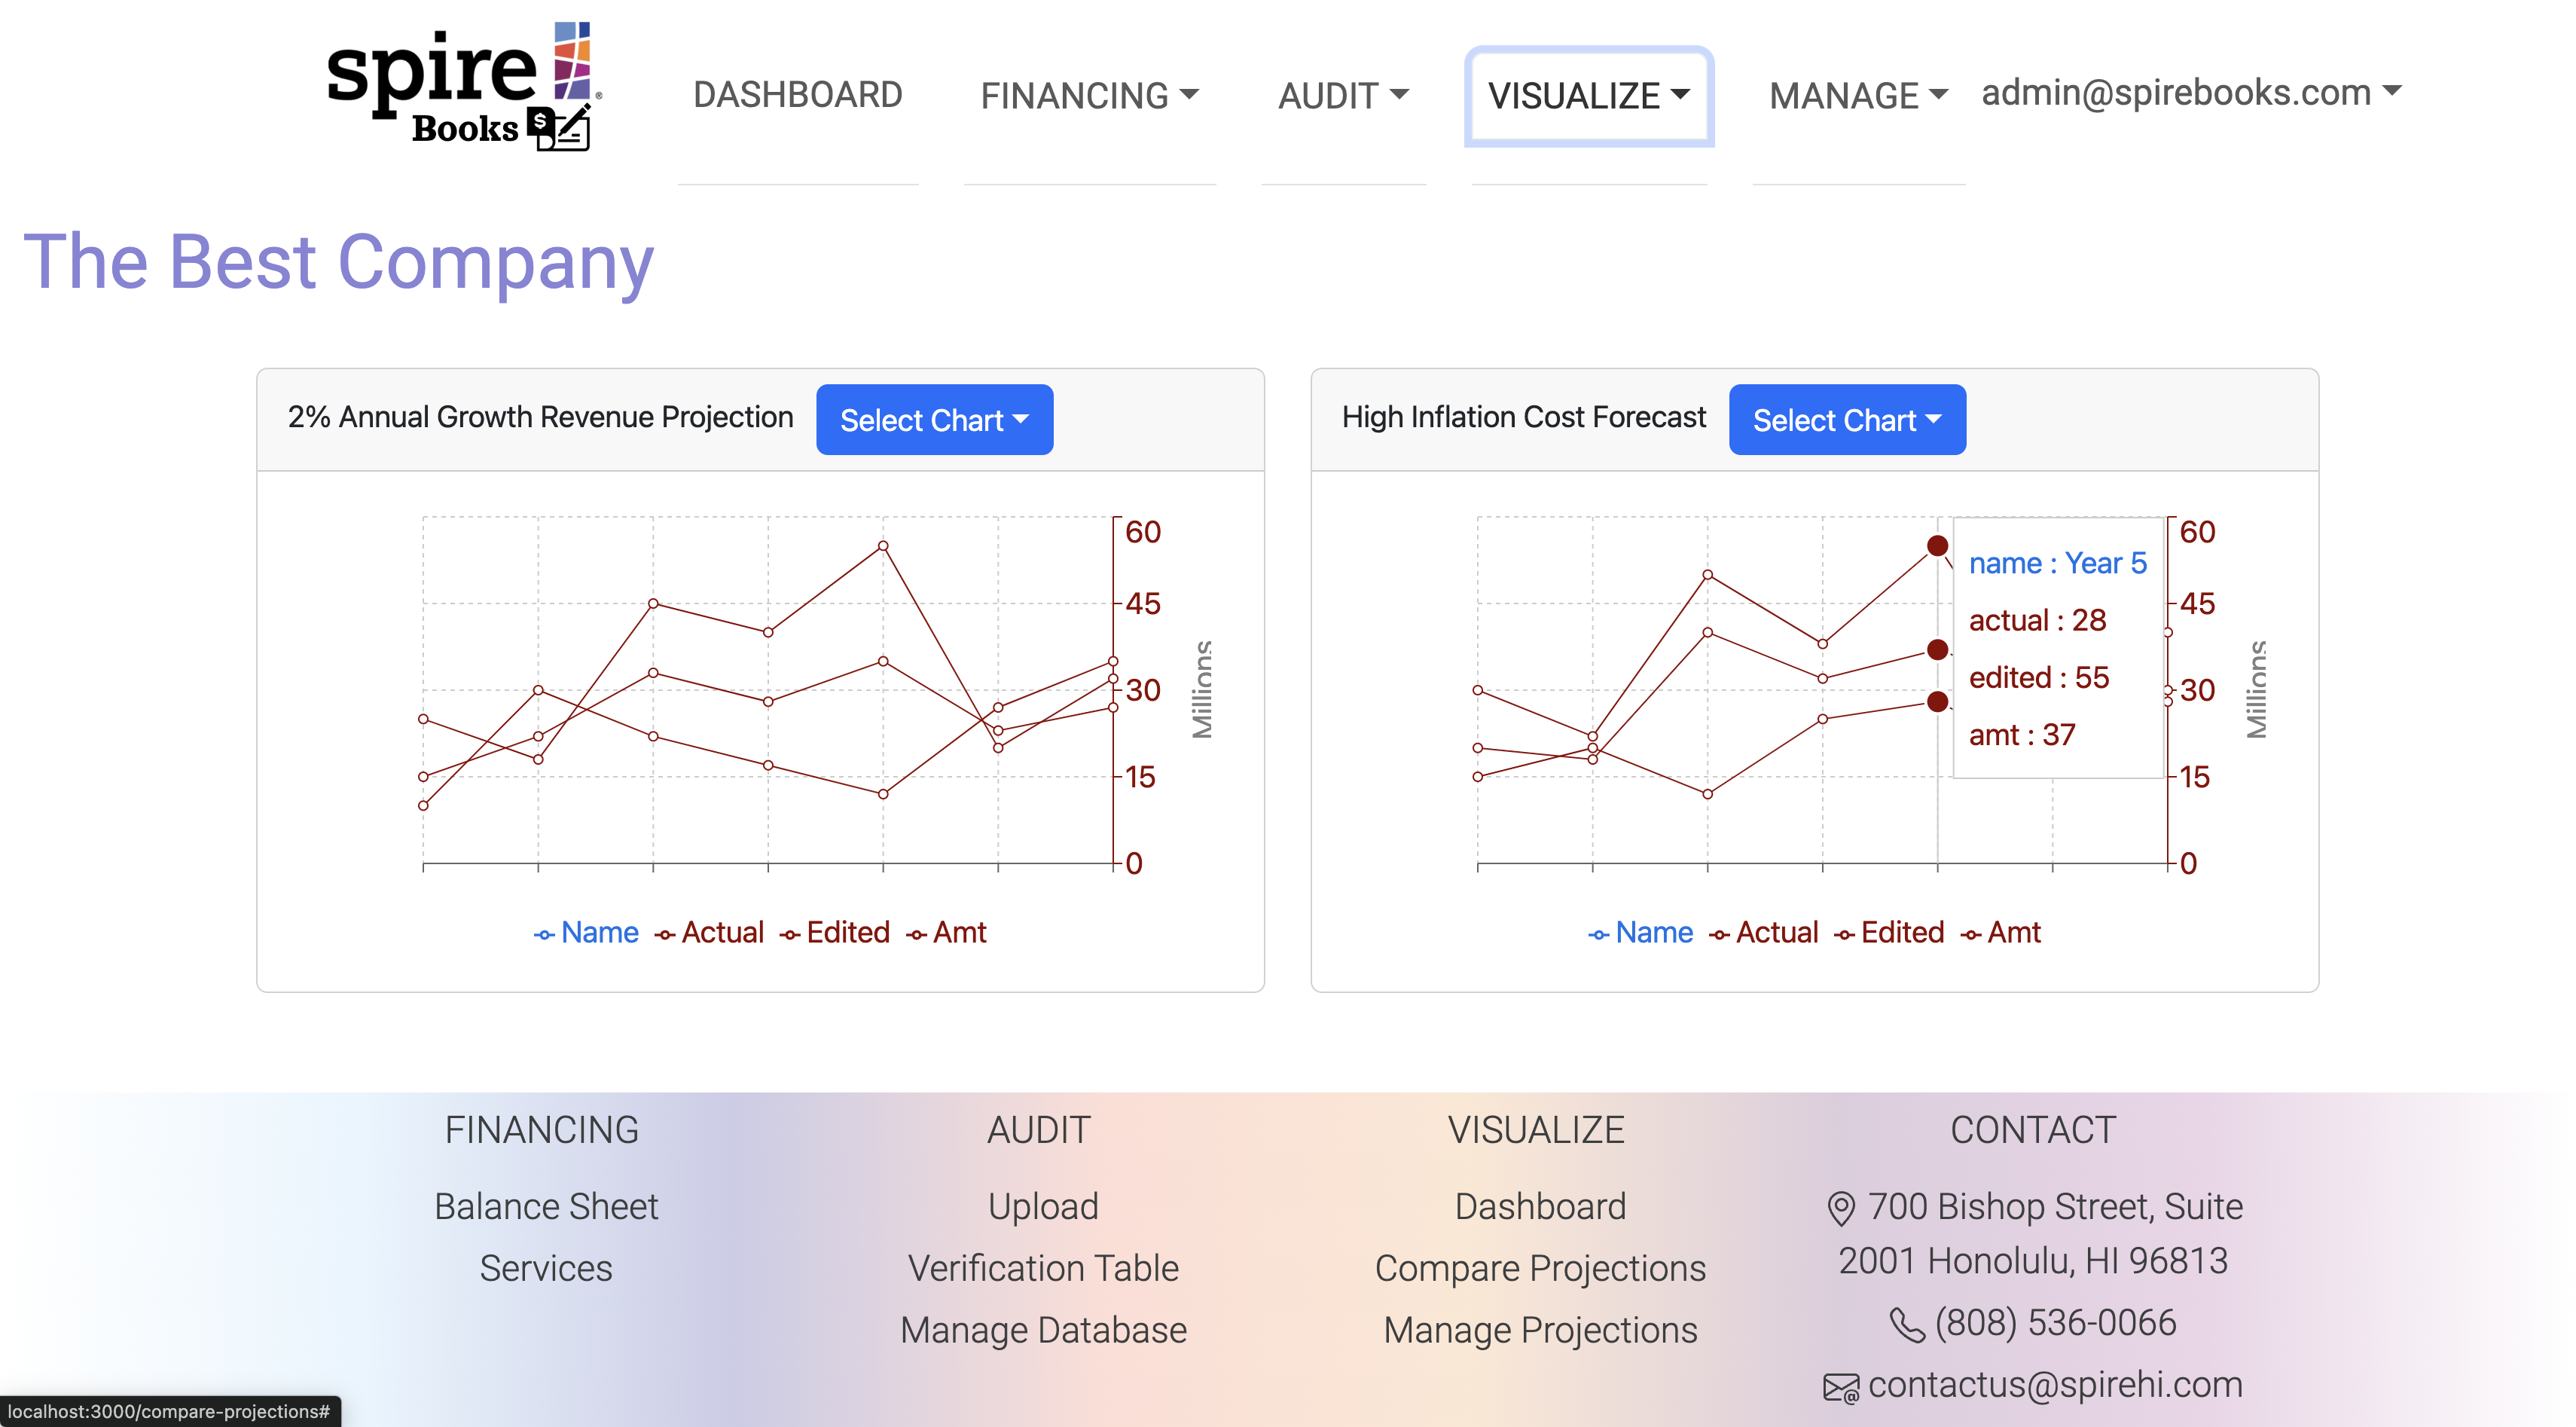 spire
Books
DASHBOARD
FINANCING
AUDIT
VISUALIZE
MANAGE
admin@spirebooks.com
The Best Company
2% Annual Growth Revenue Projection
Select Chart
60
45
30
15
0
Millions
Name
Actual
Edited
Amt
High Inflation Cost Forecast
Select Chart
name : Year 5
actual : 28
edited : 55
amt : 37
60
45
30
15
0
Millions
Name
Actual
Edited
Amt
FINANCING
Balance Sheet
Services
AUDIT
Upload
Verification Table
Manage Database
VISUALIZE
Dashboard
Compare Projections
Manage Projections
CONTACT
700 Bishop Street, Suite
2001 Honolulu, HI 96813
(808) 536-0066
contactus@spirehi.com
localhost:3000/compare-projections#